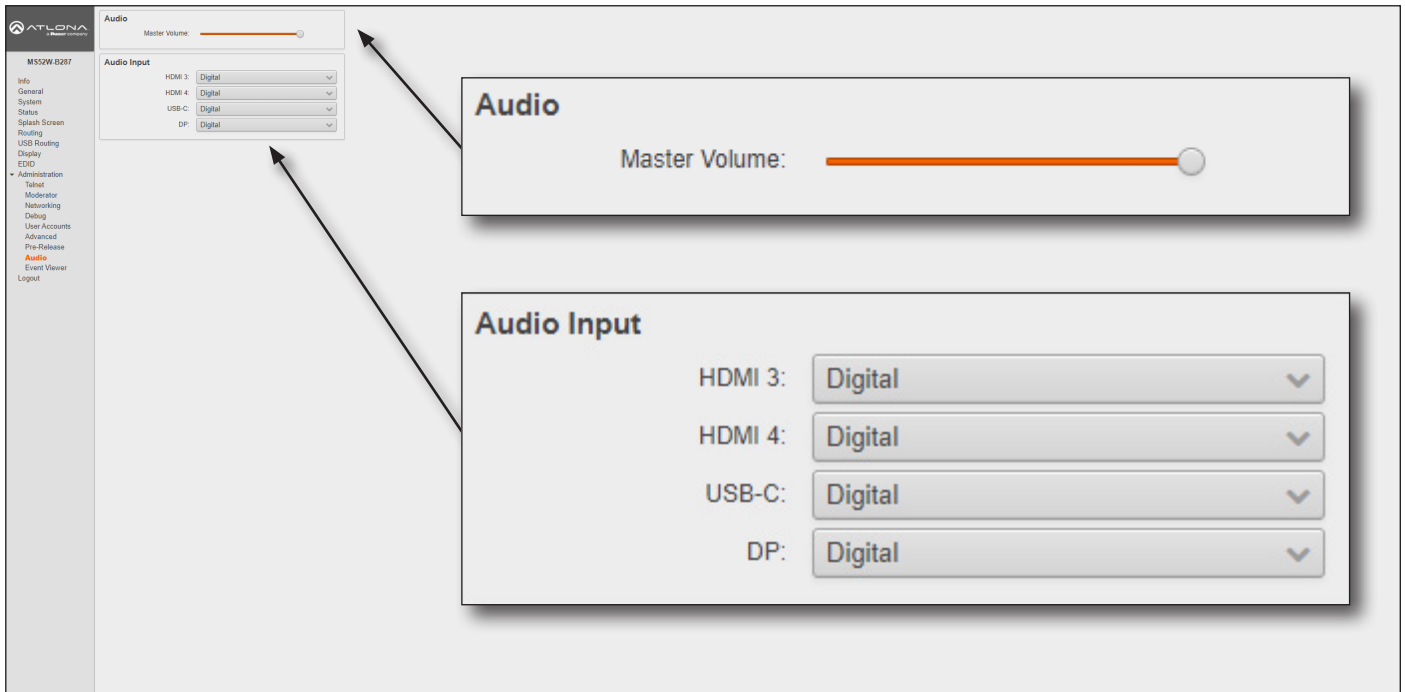 ATLONA
a Panduit company
MS52W-B287
Info
General
System
Status
Splash Screen
Routing
USB Routing
Display
EDID
Administration
Telnet
Moderator
Networking
Debug
User Accounts
Advanced
Pre-Release
Audio
Event Viewer
Logout
Audio
Master Volume:
Audio Input
HDMI 3: Digital
HDMI 4: Digital
USB-C: Digital
DP: Digital
Audio
Master Volume:
Audio Input
HDMI 3: Digital
HDMI 4: Digital
USB-C: Digital
DP: Digital